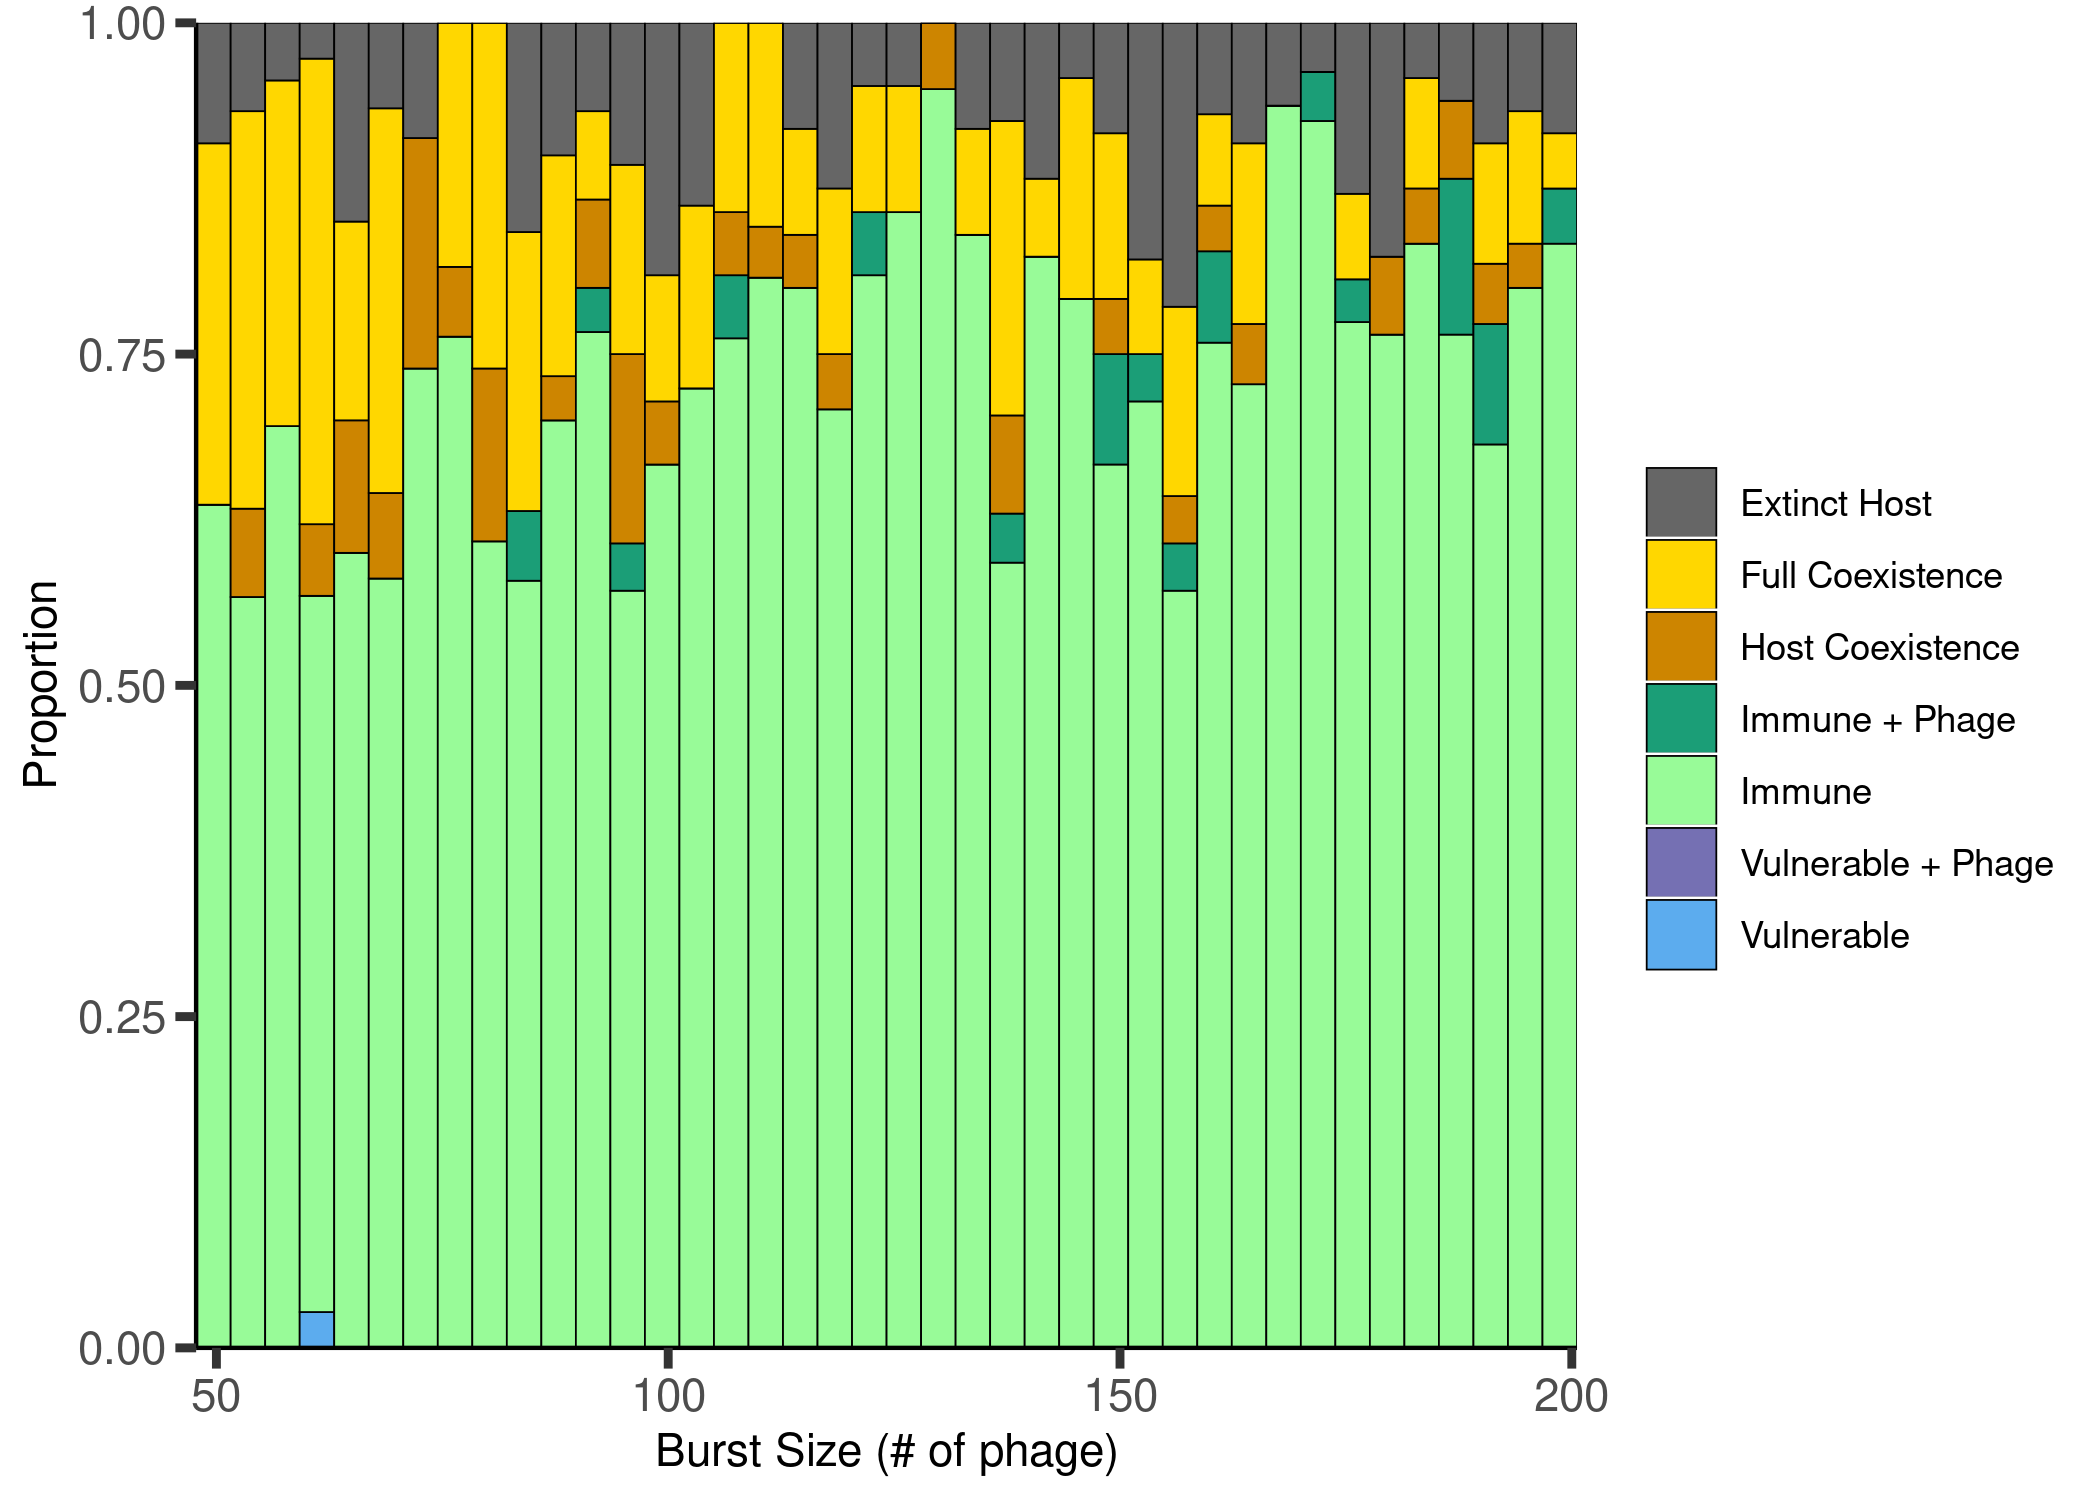 1.00
0.75
0.50
0.25
0.00
Proportion
50 100 150 200
Burst Size (# of phage)
Extinct Host
Full Coexistence
Host Coexistence
Immune + Phage
Immune
Vulnerable + Phage
Vulnerable